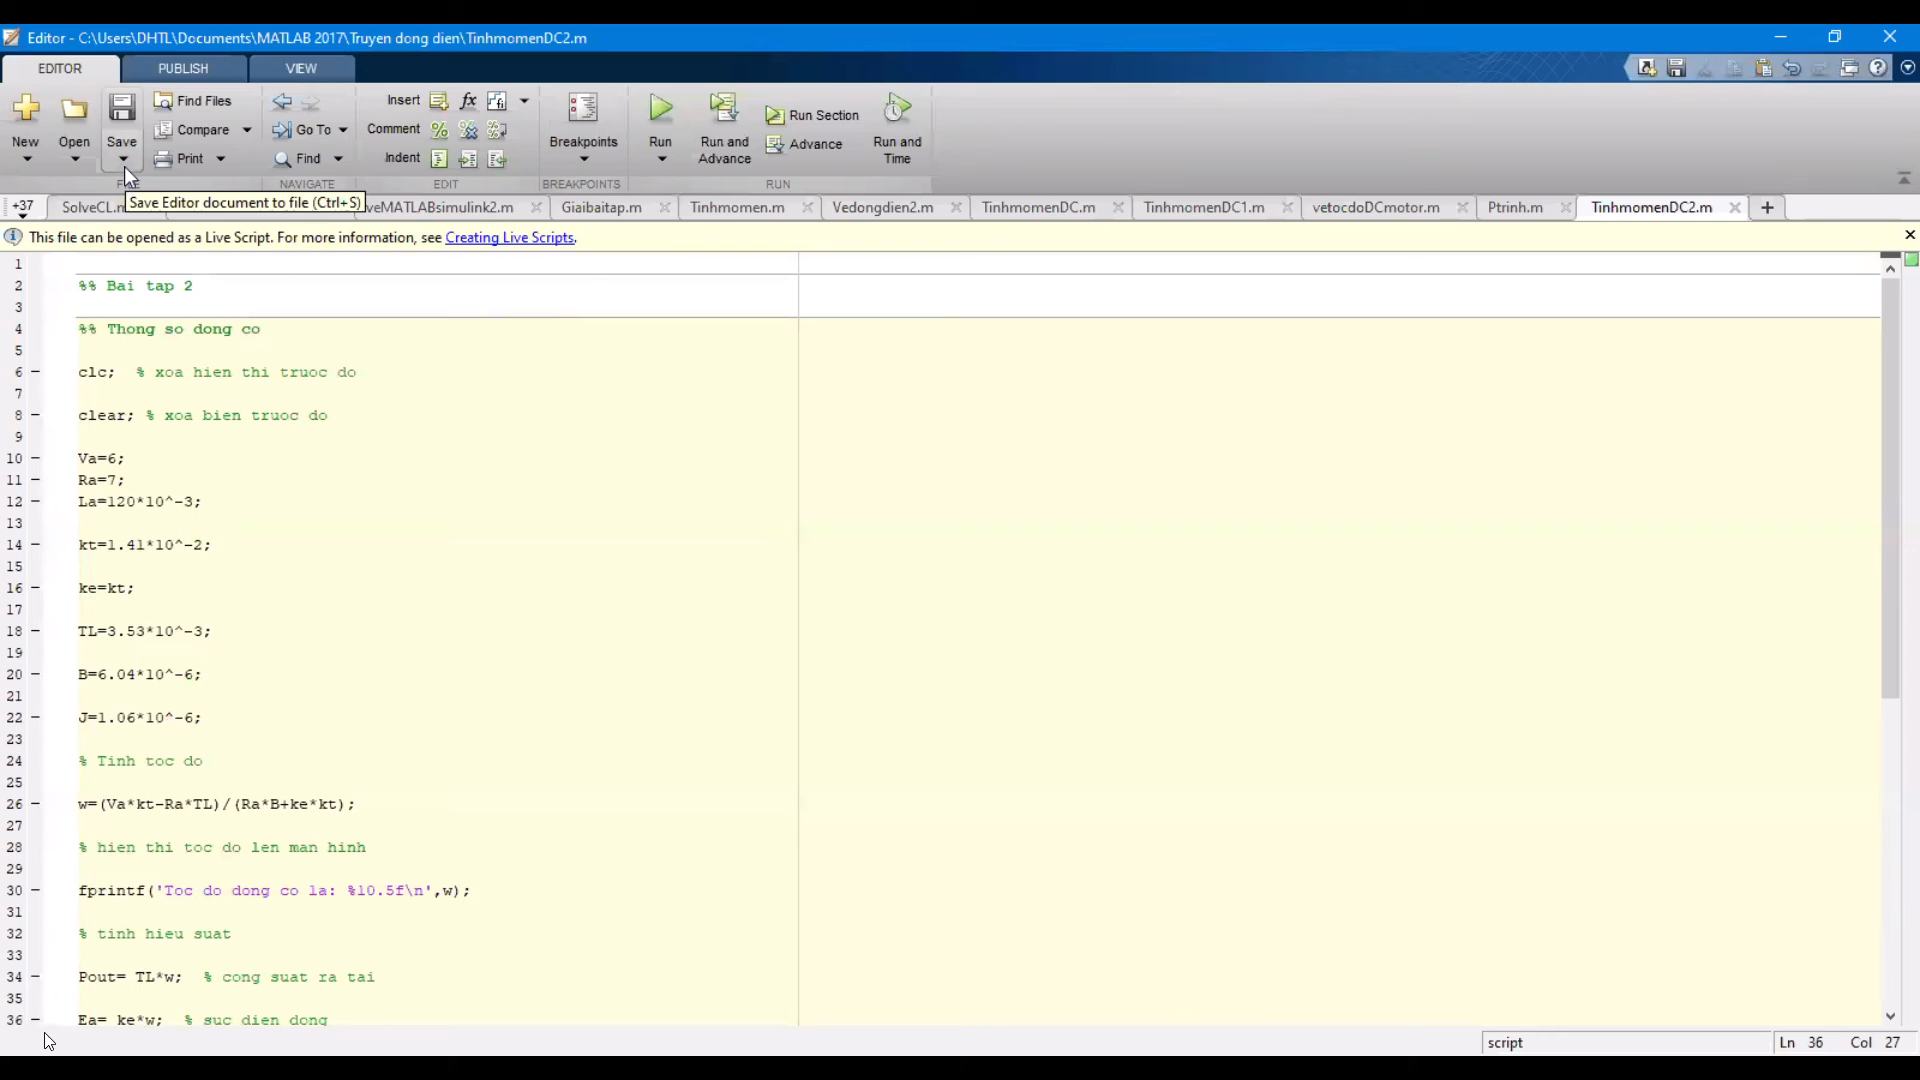 Editor - C:\Users\DHTL\Documents\MATLAB 2017\Truyen dong dien\TinhmomenDC2.m
EDITOR PUBLISH VIEW
New Open Save Find Files Compare Print Go To Find Insert Comment Indent Breakpoints Run Run and Advance Run Section Advance Run and Time
NAVIGATE EDIT BREAKPOINTS RUN
Save Editor document to file (Ctrl+S)
+37 SolveCL.m veMATLABsimulink2.m Giaibaitap.m Tinhmomen.m Vedongdien2.m TinhmomenDC.m TinhmomenDC1.m vetocdoDCmotor.m Ptrinh.m TinhmomenDC2.m
This file can be opened as a Live Script. For more information, see Creating Live Scripts.
1
2 %% Bai tap 2
3
4 %% Thong so dong co
5
6 clc; % xoa hien thi truoc do
7
8 clear; % xoa bien truoc do
9
10 Va=6;
11 Ra=7;
12 La=120*10^-3;
13
14 kt=1.41*10^-2;
15
16 ke=kt;
17
18 TL=3.53*10^-3;
19
20 B=6.04*10^-6;
21
22 J=1.06*10^-6;
23
24 % Tinh toc do
25
26 w=(Va*kt-Ra*TL)/(Ra*B+ke*kt);
27
28 % hien thi toc do len man hinh
29
30 fprintf('Toc do dong co la: %10.5f\n',w);
31
32 % tinh hieu suat
33
34 Pout= TL*w; % cong suat ra tai
35
36 Ea= ke*w; % suc dien dong
script Ln 36 Col 27